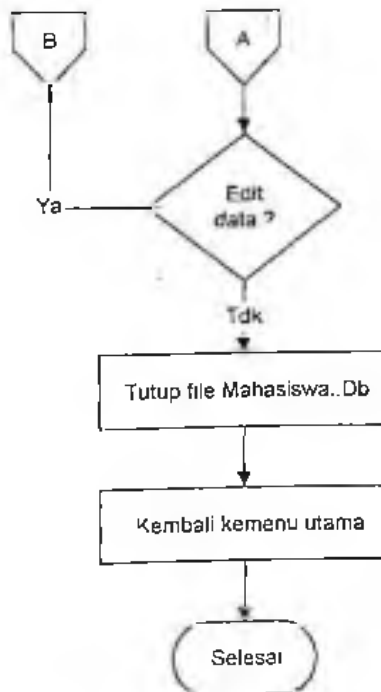 B
A
Edit
data ?
Ya
Tdk
Tutup file Mahasiswa..Db
Kembali kemenu utama
Selesai